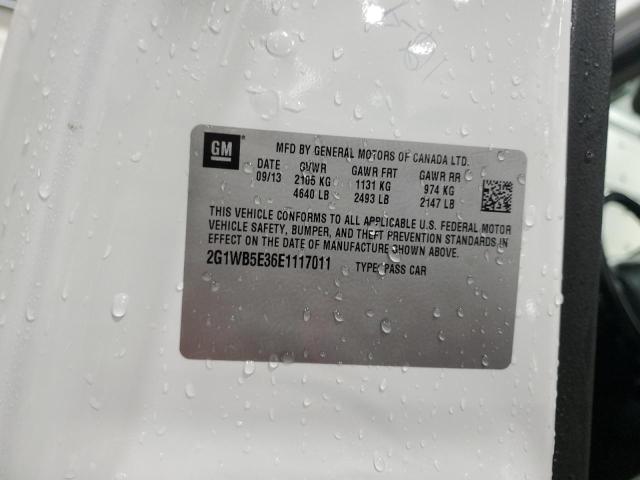 GM
MFD BY GENERAL MOTORS OF CANADA LTD.
DATE GVWR GAWR FRT GAWR RR
09/13 2105 KG 1131 KG 974 KG
4640 LB 2493 LB 2147 LB
THIS VEHICLE CONFORMS TO ALL APPLICABLE U.S. FEDERAL MOTOR
VEHICLE SAFETY, BUMPER, AND THEFT PREVENTION STANDARDS IN
EFFECT ON THE DATE OF MANUFACTURE SHOWN ABOVE.
2G1WB5E36E1117011 TYPE: PASS CAR